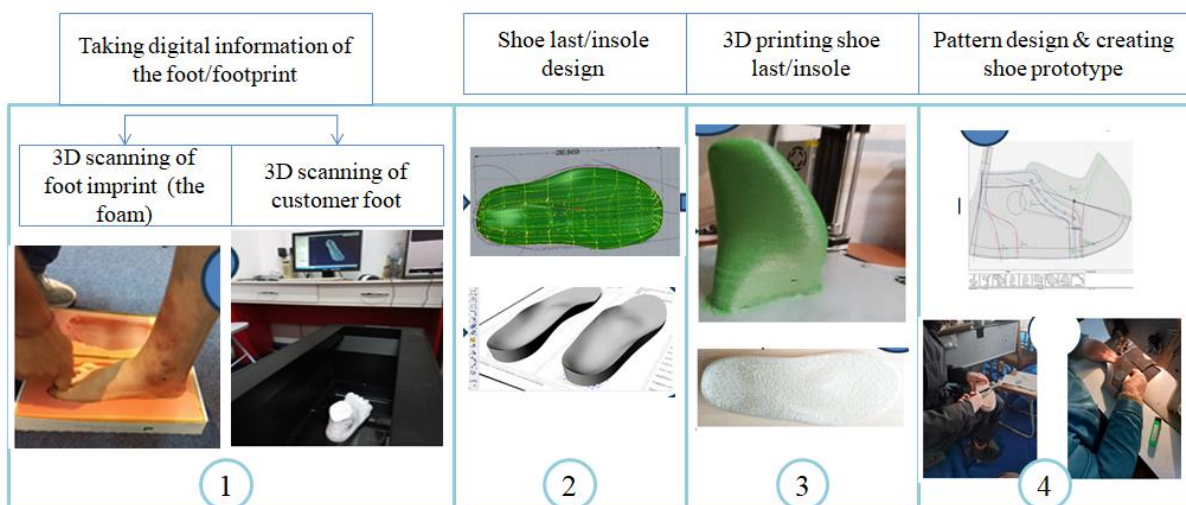 Taking digital information of
the foot/footprint
Shoe last/insole
design
3D printing shoe
last/insole
Pattern design & creating
shoe prototype
3D scanning of
foot imprint (the
foam)
3D scanning of
customer foot
1
2
3
4